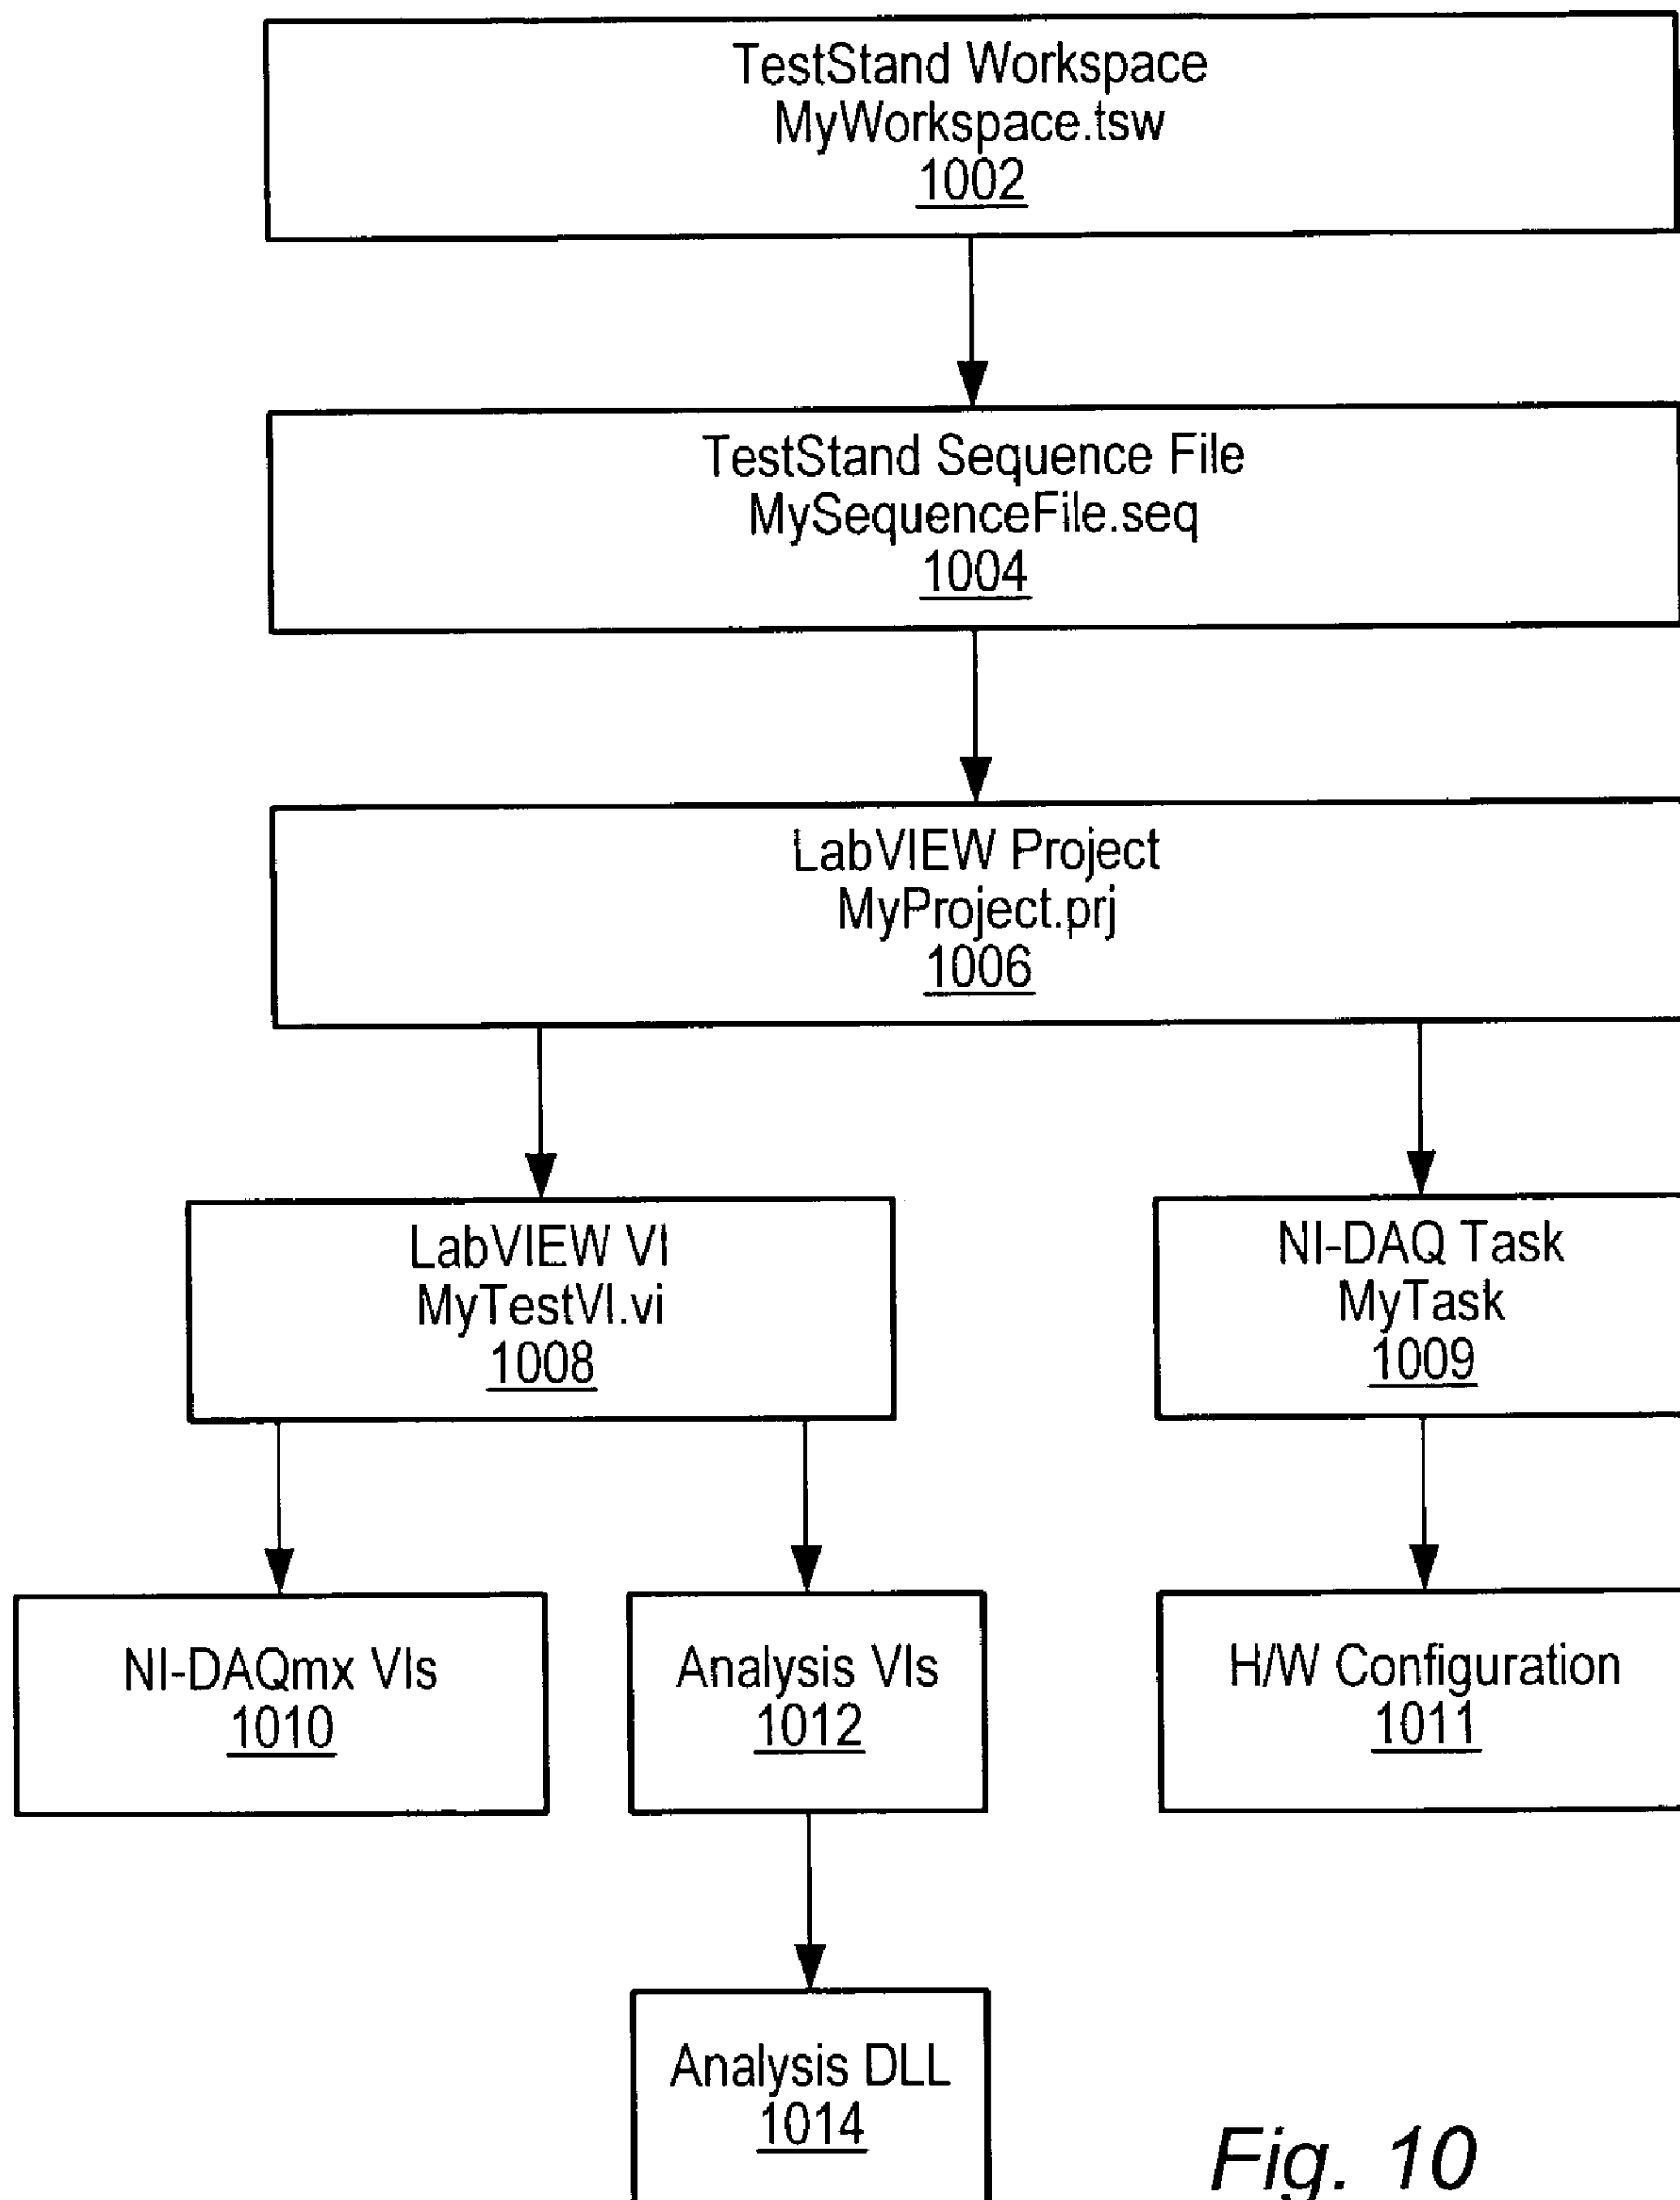 TestStand Workspace
MyWorkspace.tsw
1002
TestStand Sequence File
MySequenceFile.seq
1004
LabVIEW Project
MyProject.prj
1006
LabVIEW VI
MyTestVI.vi
1008
NI-DAQ Task
MyTask
1009
NI-DAQmx VIs
1010
Analysis VIs
1012
H/W Configuration
1011
Analysis DLL
1014
Fig. 10